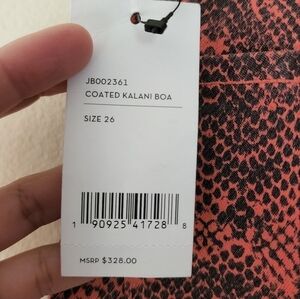 JB002361
COATED KALANI BOA
SIZE 26
1 90925 41728 8
MSRP $328.00